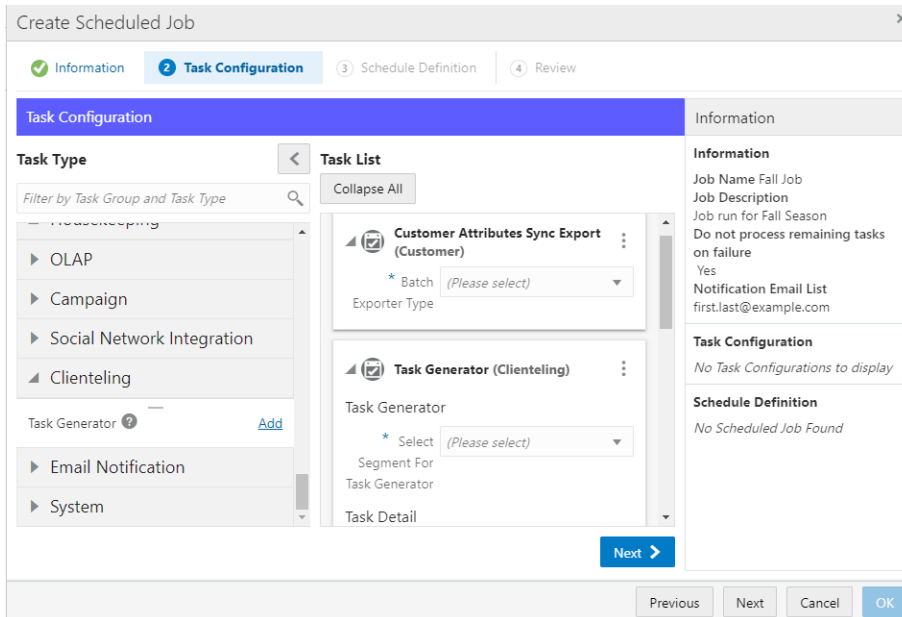 Create Scheduled Job
Information
2 Task Configuration
3 Schedule Definition
4 Review
Task Configuration
Task Type
Filter by Task Group and Task Type
Housekeeping
OLAP
Campaign
Social Network Integration
Clienteling
Task Generator ?
Add
Email Notification
System
Task List
Collapse All
Customer Attributes Sync Export
(Customer)
* Batch
Exporter Type
(Please select)
Task Generator (Clienteling)
Task Generator
* Select
Segment For
Task Generator
(Please select)
Task Detail
Next
Information
Information
Job Name Fall Job
Job Description
Job run for Fall Season
Do not process remaining tasks
on failure
Yes
Notification Email List
first.last@example.com
Task Configuration
No Task Configurations to display
Schedule Definition
No Scheduled Job Found
Previous
Next
Cancel
OK